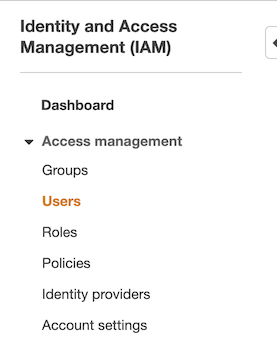 Identity and Access
Management (IAM)
Dashboard
Access management
Groups
Users
Roles
Policies
Identity providers
Account settings